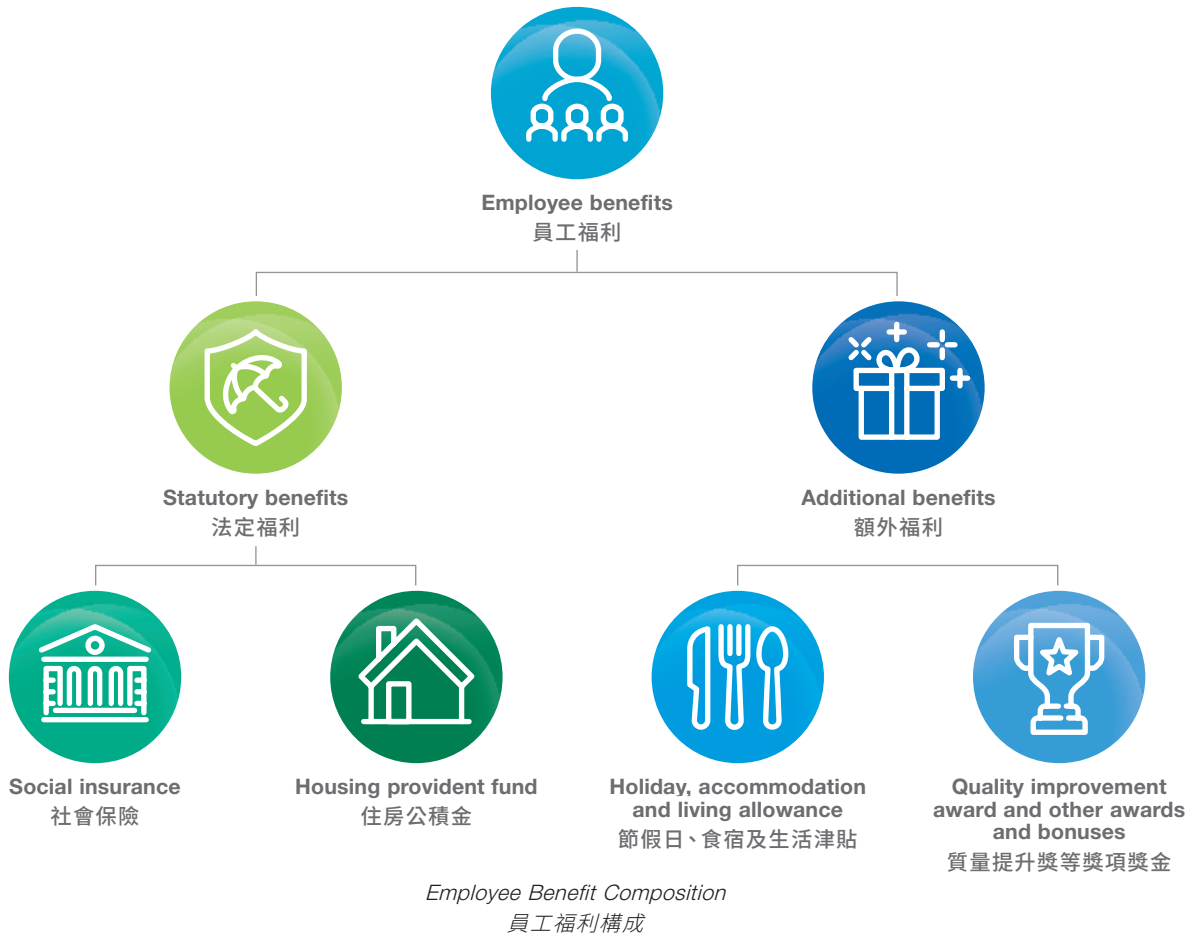 Employee benefits
員工福利
Statutory benefits
法定福利
Additional benefits
額外福利
Social insurance
社會保險
Housing provident fund
住房公積金
Holiday, accommodation
and living allowance
節假日、食宿及生活津貼
Quality improvement
award and other awards
and bonuses
質量提升獎等獎項獎金
Employee Benefit Composition
員工福利構成